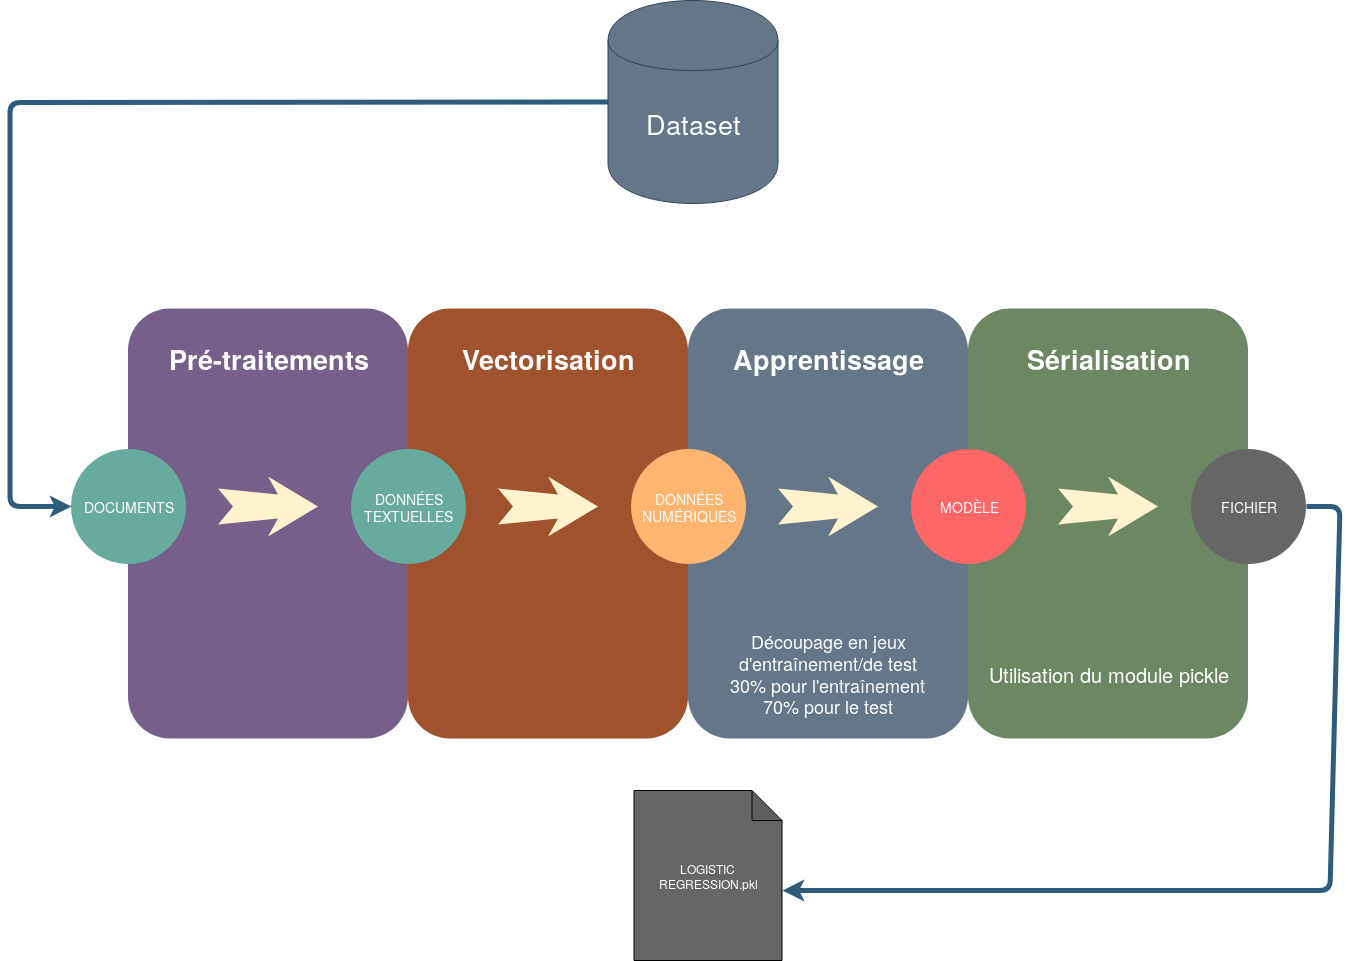 Dataset
Pré-traitements
Vectorisation
Apprentissage
Sérialisation
DOCUMENTS
DONNÉES
TEXTUELLES
DONNÉES
NUMÉRIQUES
MODÈLE
FICHIER
Découpage en jeux
d'entraînement/de test
30% pour l'entraînement
70% pour le test
Utilisation du module pickle
LOGISTIC
REGRESSION.pkl